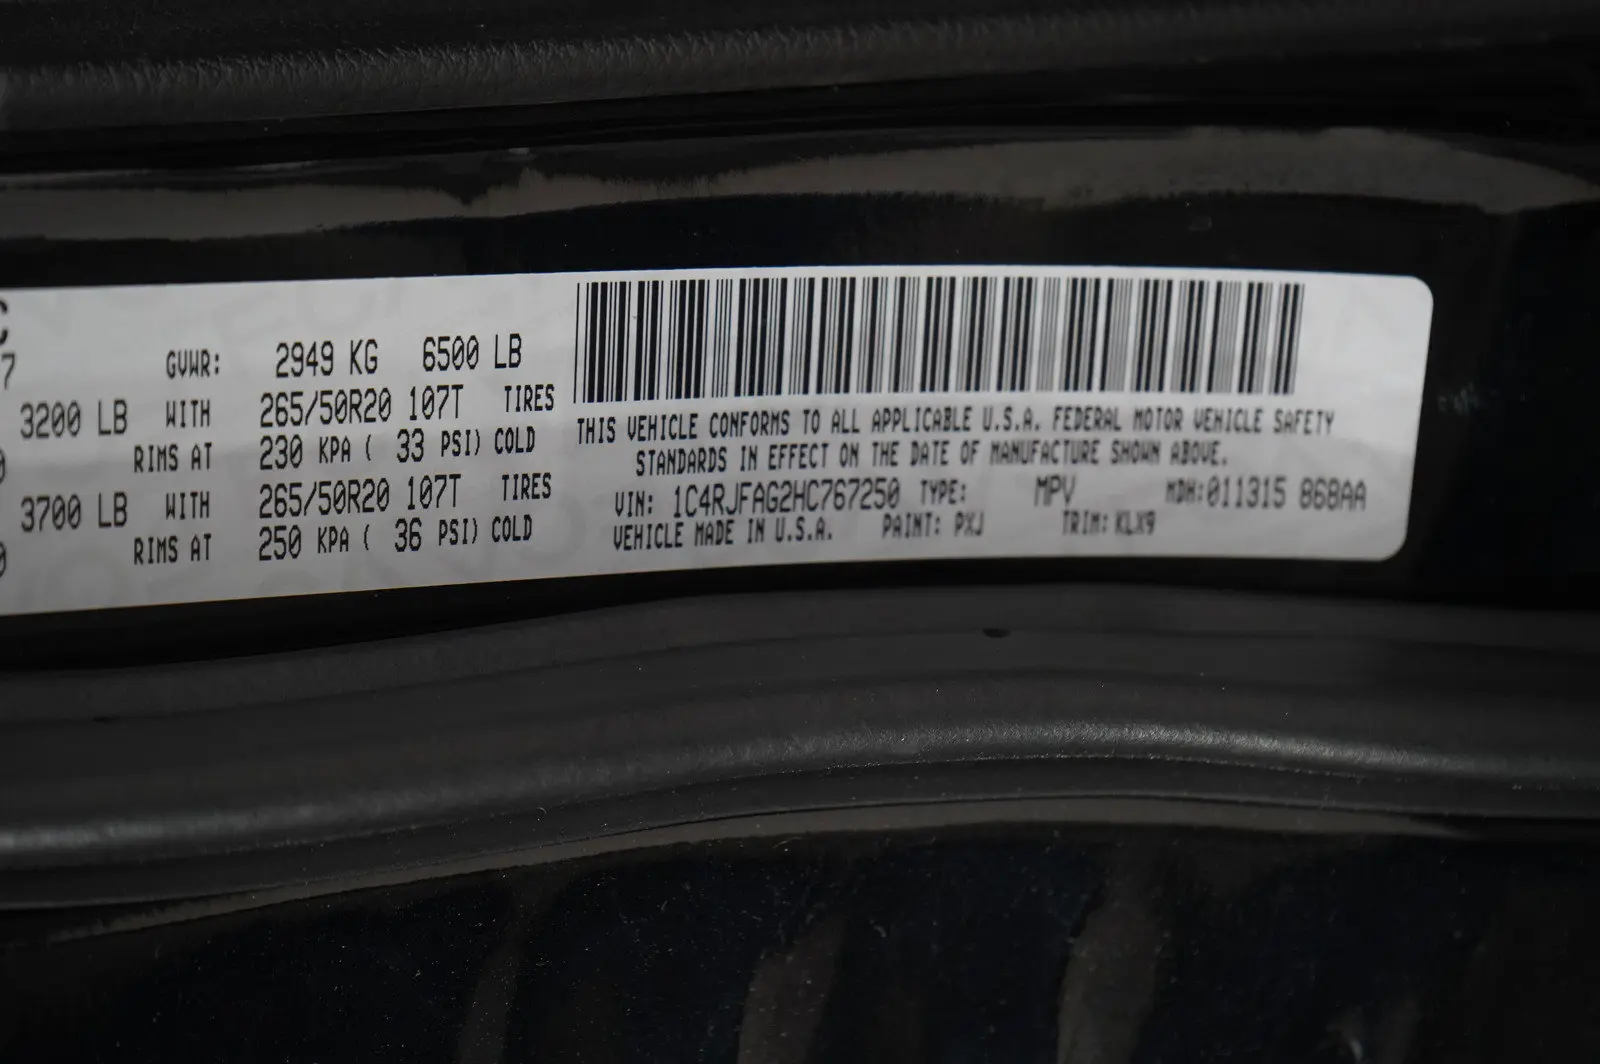 C
7
GVWR: 2949 KG 6500 LB
3200 LB WITH 265/50R20 107T TIRES
RIMS AT 230 KPA ( 33 PSI) COLD
3700 LB WITH 265/50R20 107T TIRES
RIMS AT 250 KPA ( 36 PSI) COLD
THIS VEHICLE CONFORMS TO ALL APPLICABLE U.S.A. FEDERAL MOTOR VEHICLE SAFETY
STANDARDS IN EFFECT ON THE DATE OF MANUFACTURE SHOWN ABOVE.
VIN: 1C4RJFAG2HC767250 TYPE: MPV MDH:011315 868AA
VEHICLE MADE IN U.S.A. PAINT: PXJ TRIM: KLX9